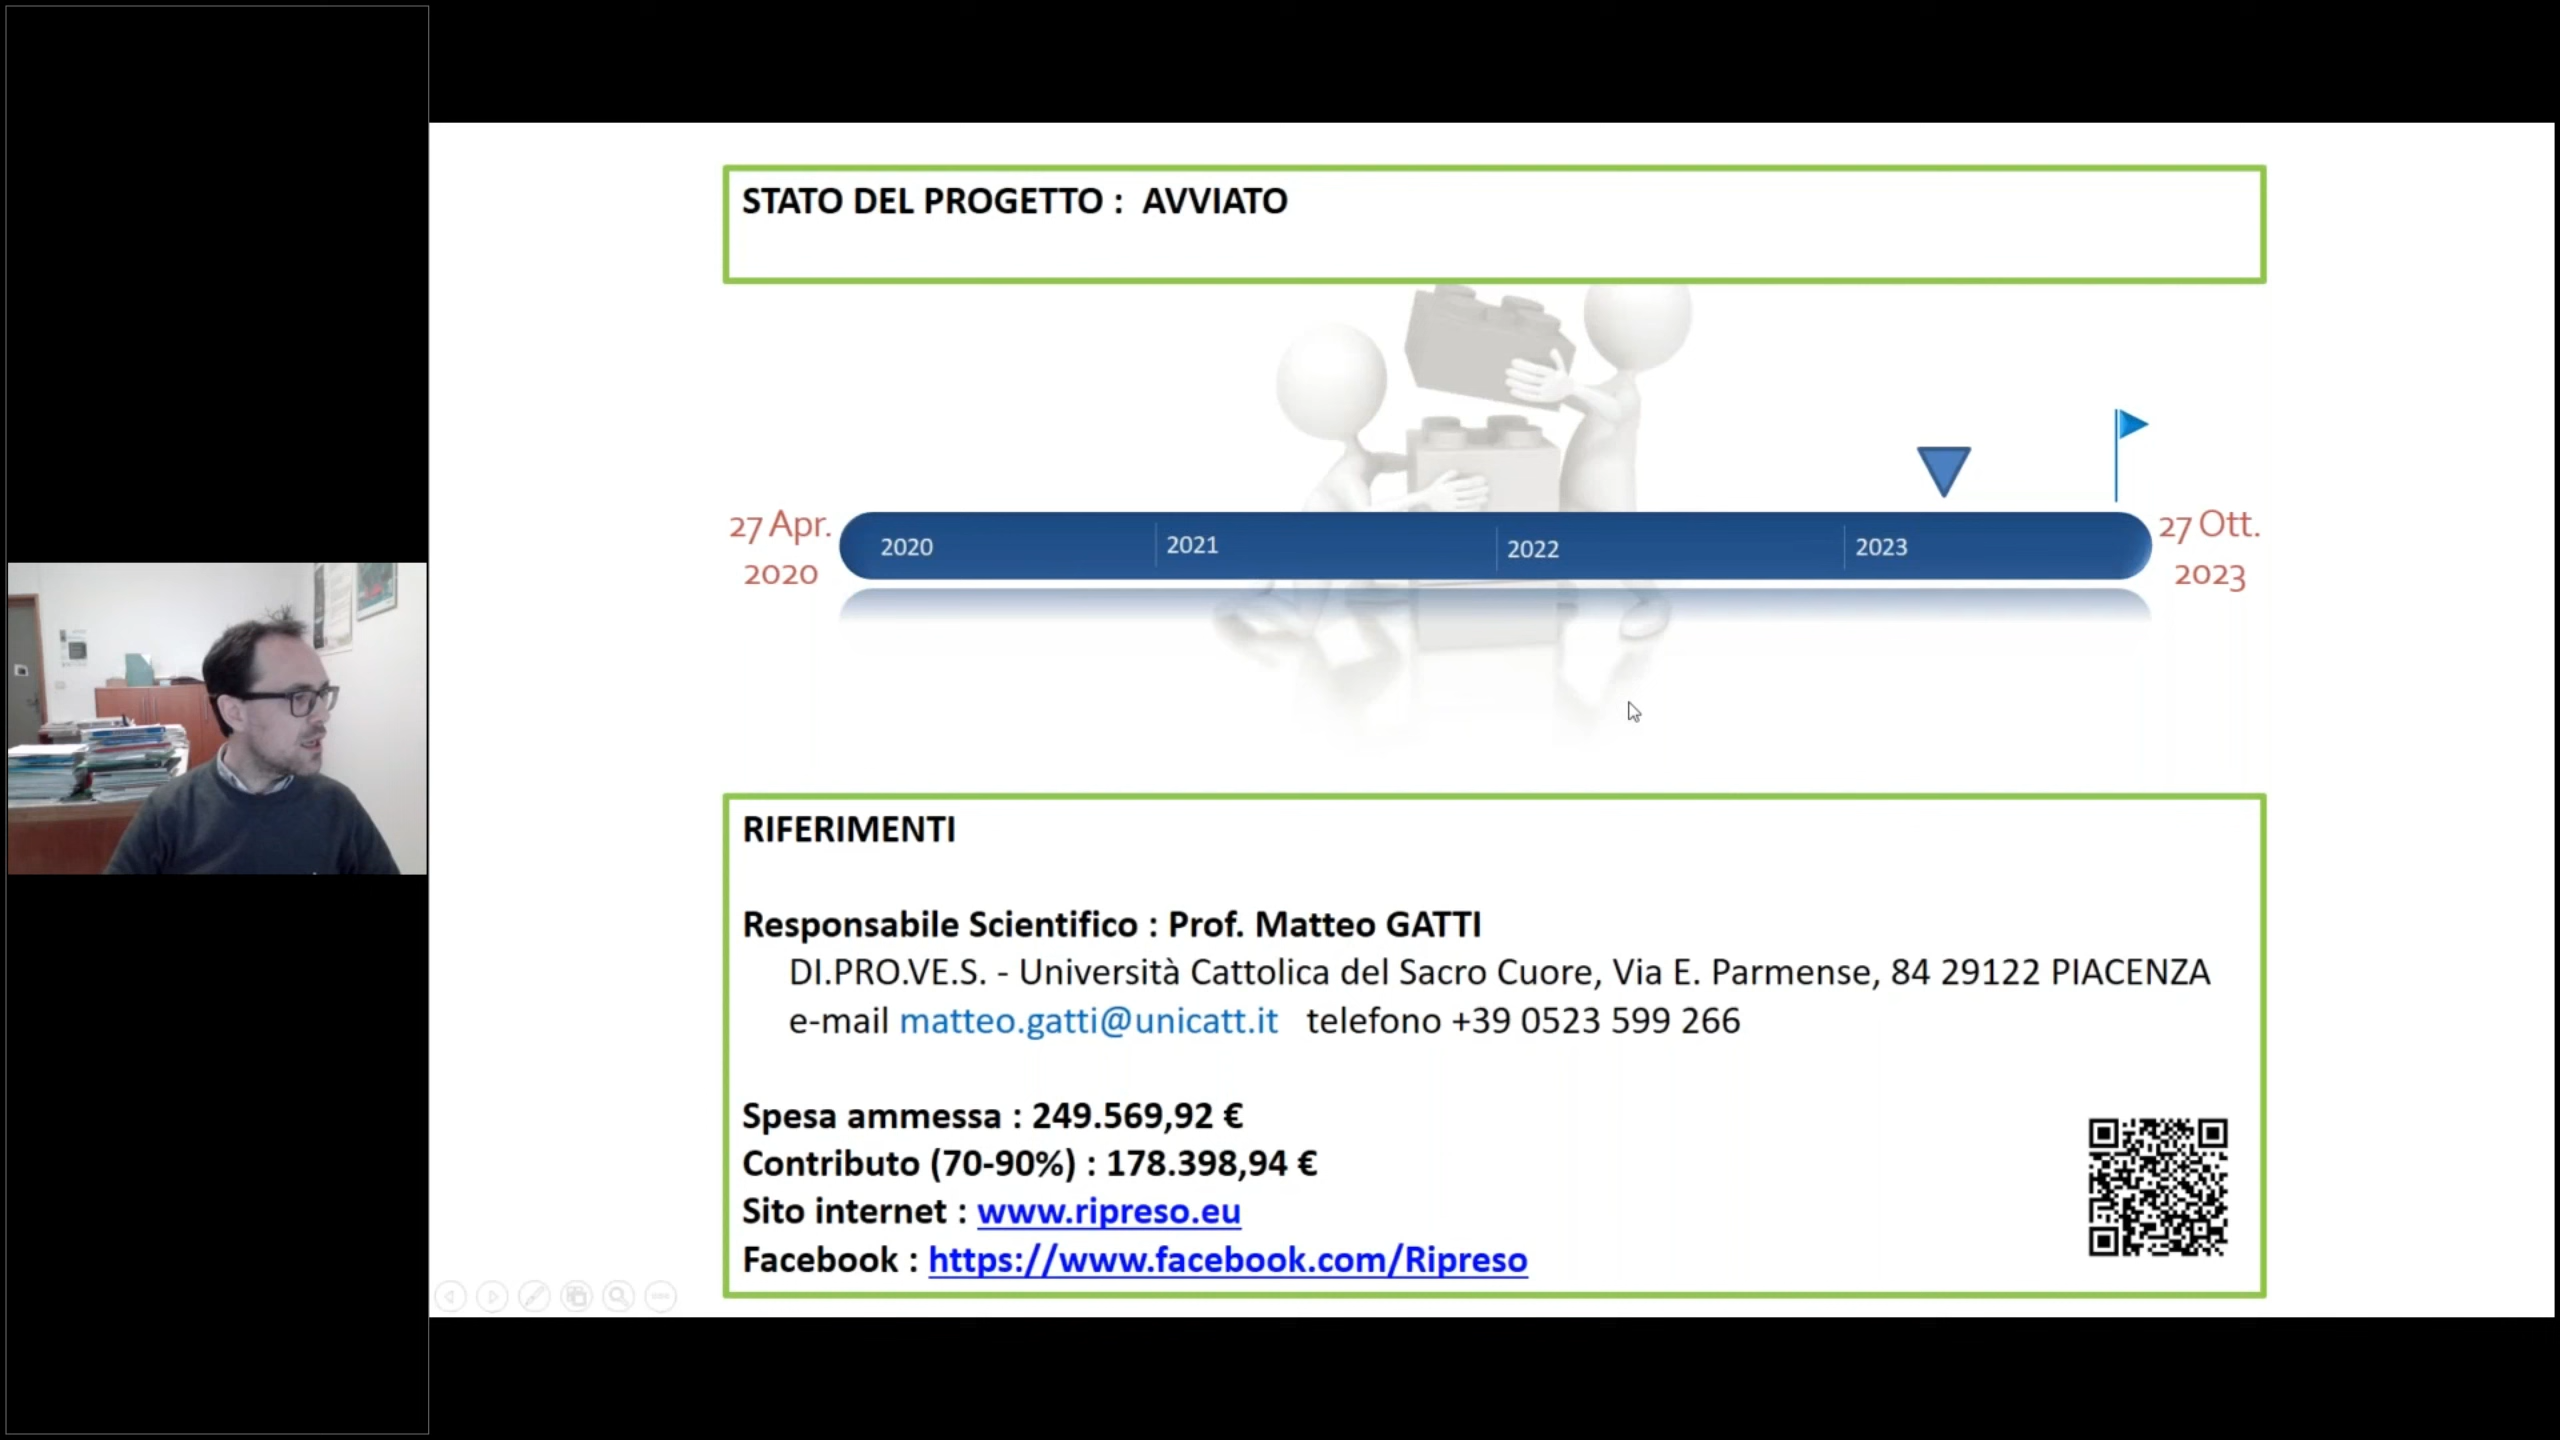 STATO DEL PROGETTO : AVVIATO
27 Apr.
2020
2020
2021
2022
2023
27 Ott.
2023
RIFERIMENTI
Responsabile Scientifico : Prof. Matteo GATTI
DI.PRO.VE.S. - Università Cattolica del Sacro Cuore, Via E. Parmense, 84 29122 PIACENZA
e-mail matteo.gatti@unicatt.it telefono +39 0523 599 266
Spesa ammessa : 249.569,92 €
Contributo (70-90%) : 178.398,94 €
Sito internet : www.ripreso.eu
Facebook : https://www.facebook.com/Ripreso